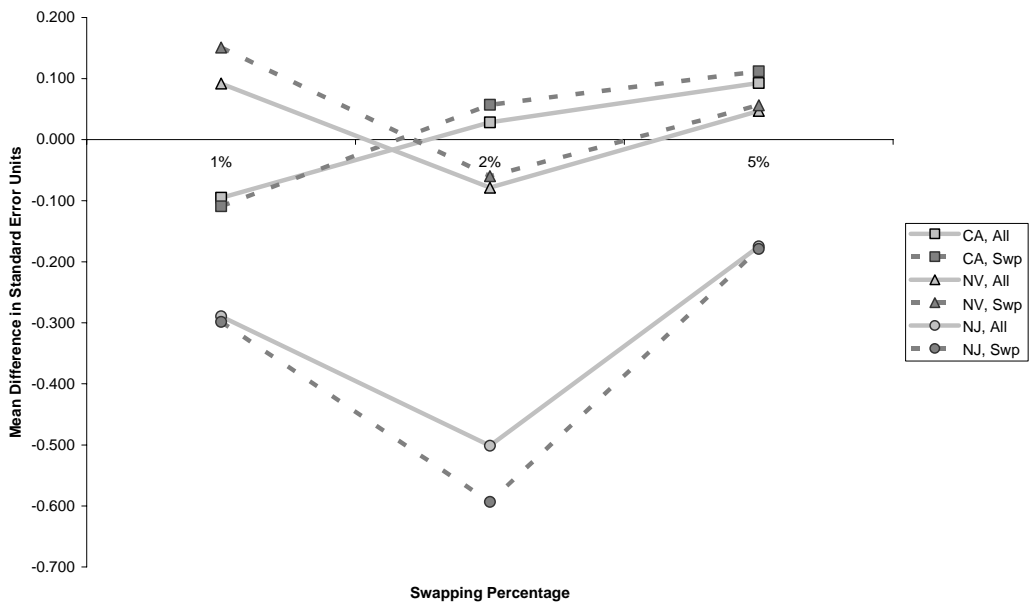 0.200
0.100
0.000
-0.100
-0.200
-0.300
-0.400
-0.500
-0.600
-0.700
Mean Difference in Standard Error Units
1%
2%
5%
Swapping Percentage
CA, All
CA, Swp
NV, All
NV, Swp
NJ, All
NJ, Swp